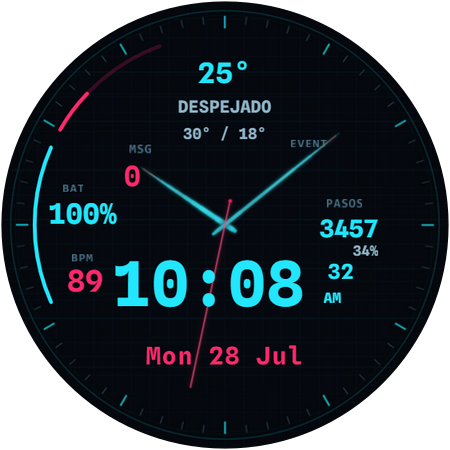 25°
DESPEJADO
30° / 18°
MSG
EVENT
0
BAT
100%
PASOS
3457
34%
BPM
89
10:08
32
AM
Mon 28 Jul